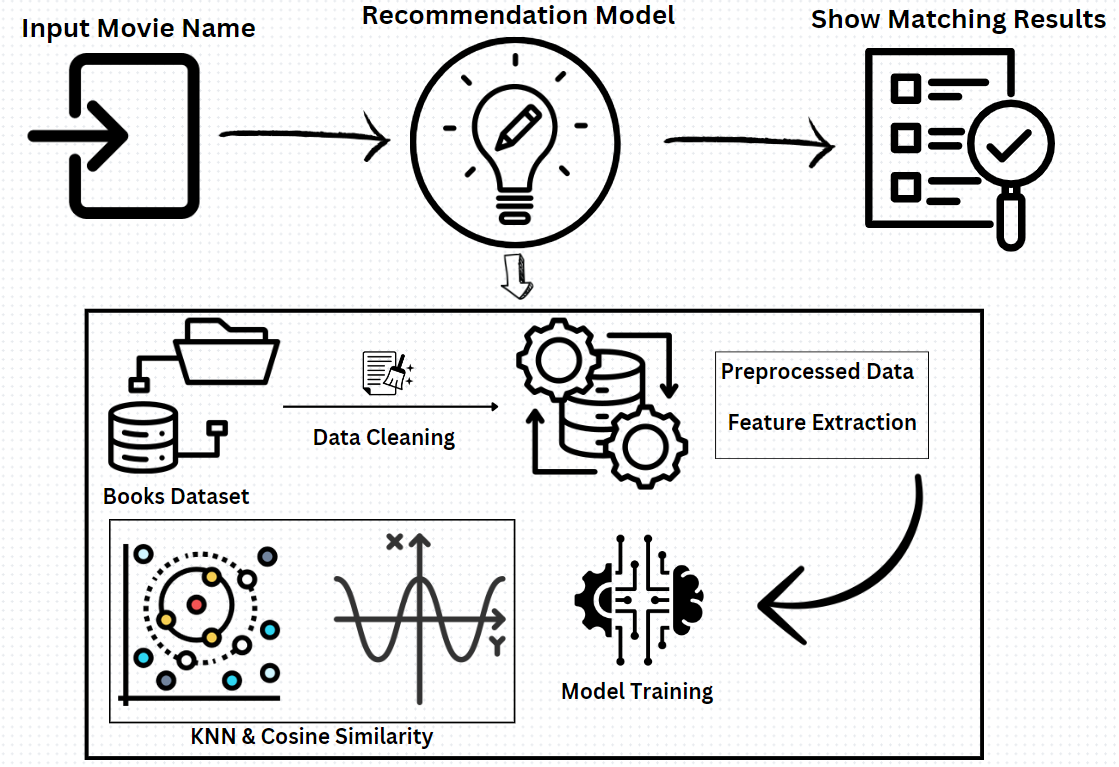 Input Movie Name
Recommendation Model
Show Matching Results
Data Cleaning
Preprocessed Data
Feature Extraction
Books Dataset
X
Y
Model Training
KNN & Cosine Similarity